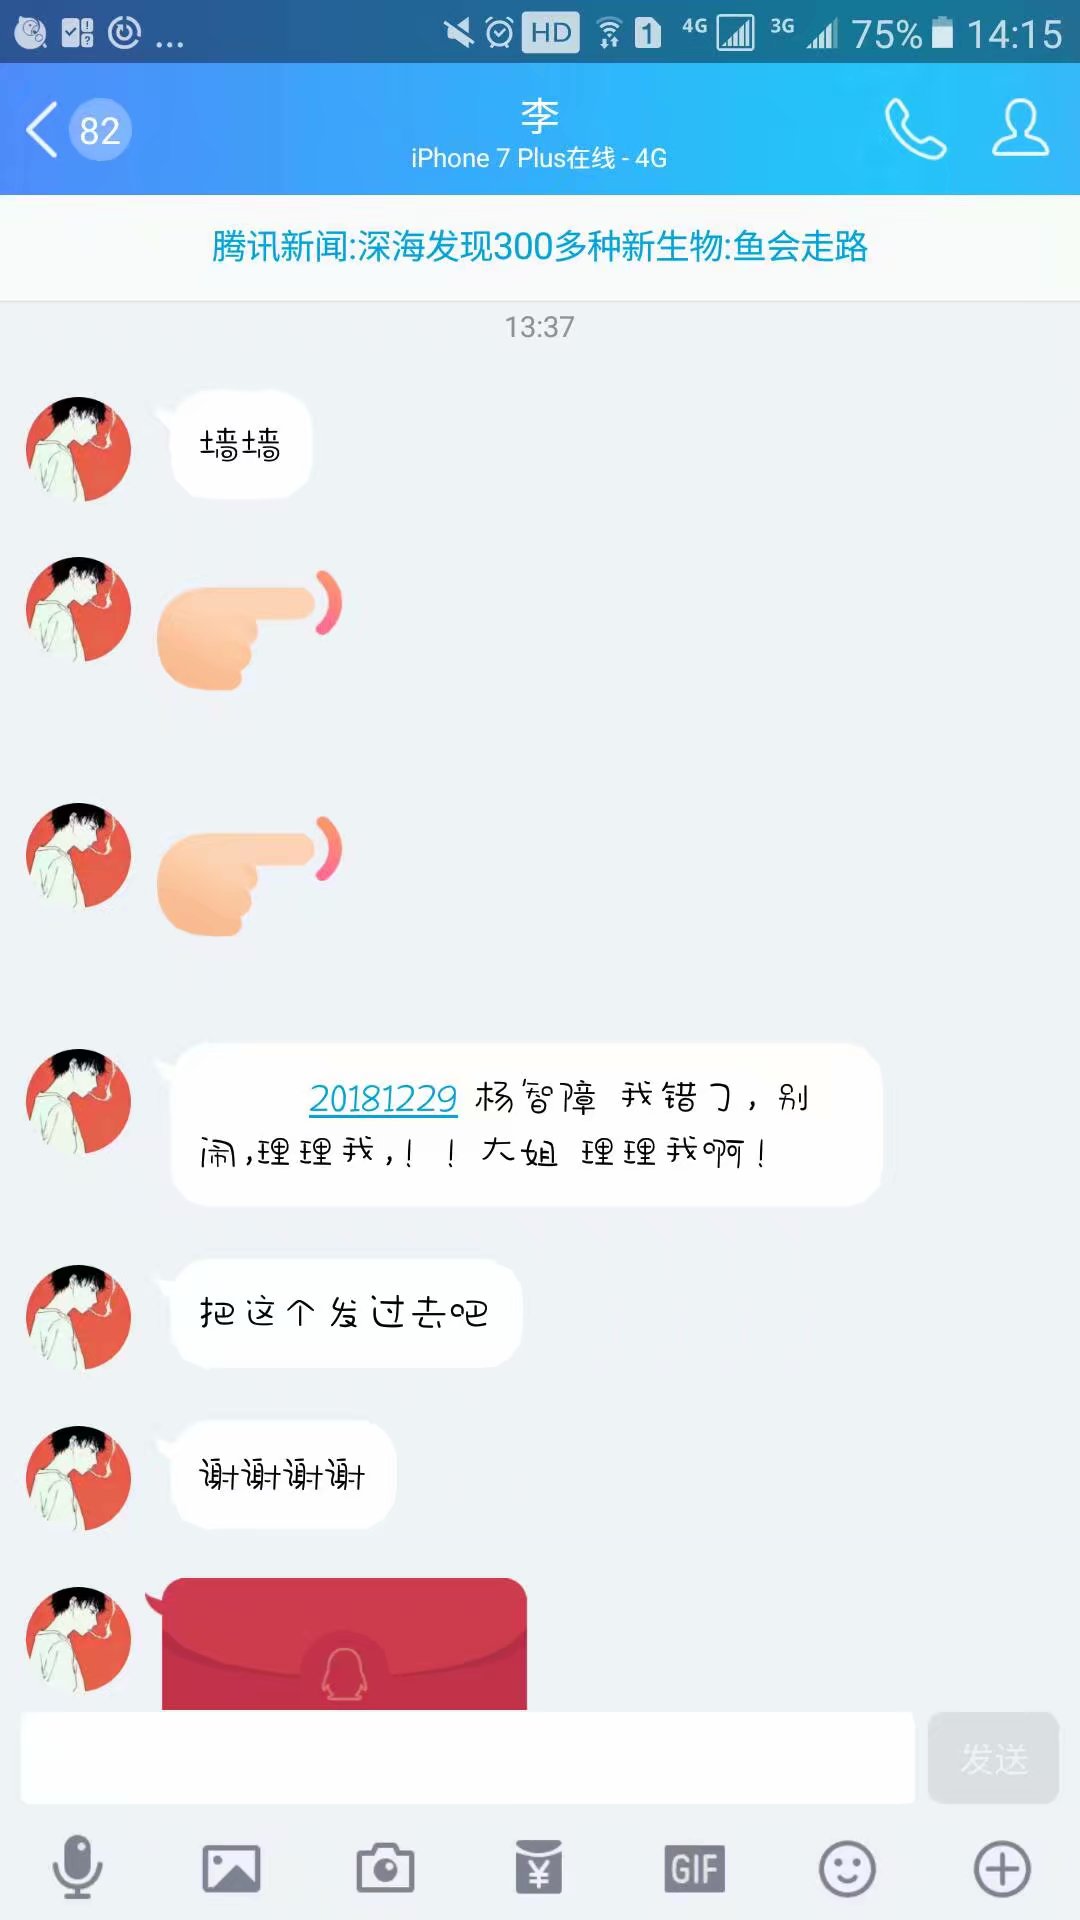 ... HD 1 4G 3G 75% 14:15
82
李
iPhone 7 Plus在线 - 4G
腾讯新闻:深海发现300多种新生物:鱼会走路
13:37
墙墙
20181229 杨智障 我错了, 别
闹,理理我,! ! 大姐 理理我啊!
把这个发过去吧
谢谢谢谢
发送
¥
GIF